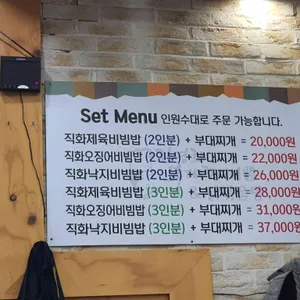 Set Menu 인원수대로 주문 가능합니다.
직화제육비빔밥 (2인분) + 부대찌개 = 20,000원
직화오징어비빔밥 (2인분) + 부대찌개 = 22,000원
직화낙지비빔밥 (2인분) + 부대찌개 = 26,000원
직화제육비빔밥 (3인분) + 부대찌개 = 28,000원
직화오징어비빔밥 (3인분) + 부대찌개 = 31,000원
직화낙지비빔밥 (3인분) + 부대찌개 = 37,000원